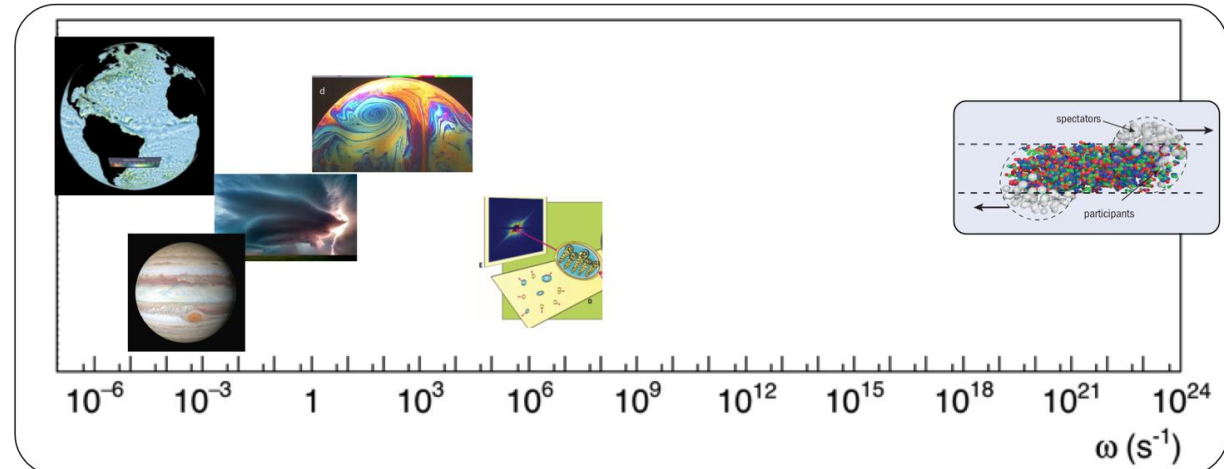 d
spectators
participants
E
b
10⁻⁶ 10⁻³ 1 10³ 10⁶ 10⁹ 10¹² 10¹⁵ 10¹⁸ 10²¹ 10²⁴
ω (s⁻¹)